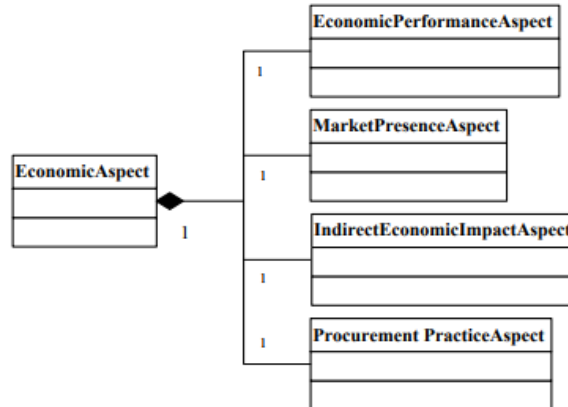 EconomicPerformanceAspect
1
MarketPresenceAspect
EconomicAspect
1
1
IndirectEconomicImpactAspect
1
Procurement PracticeAspect
1